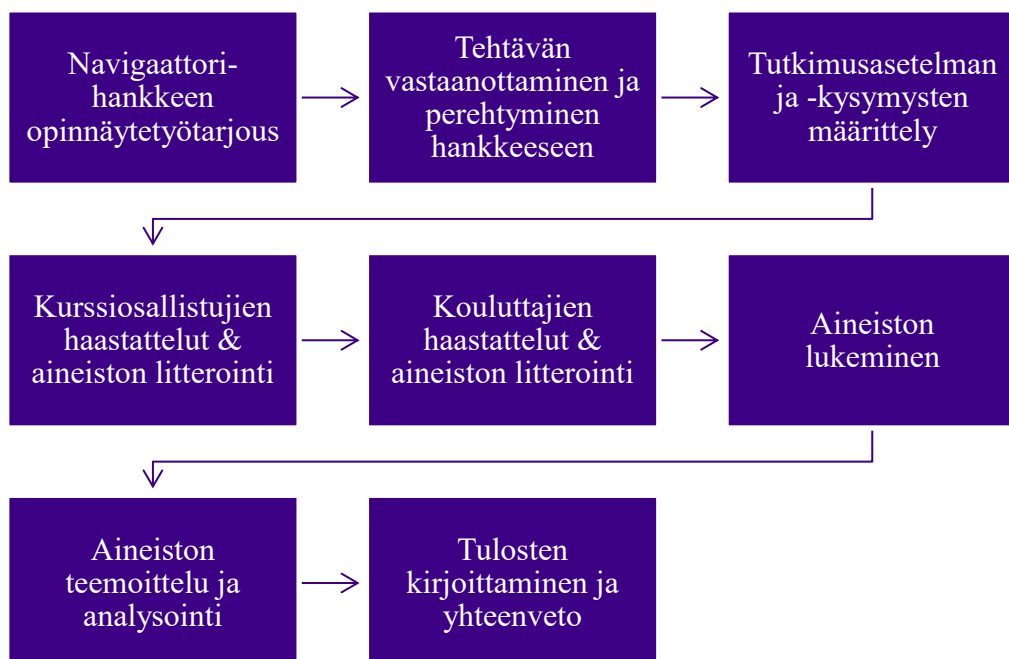 Navigaattori-
hankkeen
opinnäytetyötarjous
Tehtävän
vastaanottaminen ja
perehtyminen
hankkeeseen
Tutkimusasetelman
ja -kysymysten
määrittely
Kurssiosallistujien
haastattelut &
aineiston litterointi
Kouluttajien
haastattelut &
aineiston litterointi
Aineiston
lukeminen
Aineiston
teemoittelu ja
analysointi
Tulosten
kirjoittaminen ja
yhteenveto